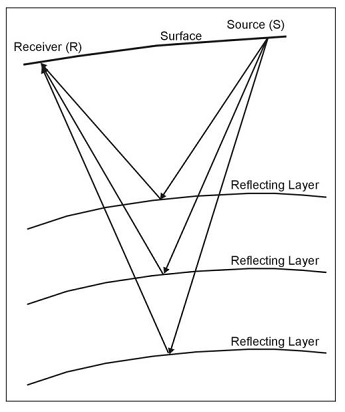 Source (S)
Surface
Receiver (R)
Reflecting Layer
Reflecting Layer
Reflecting Layer